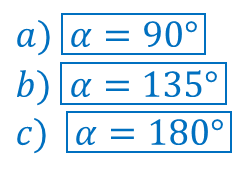 a) α = 90°
b) α = 135°
c) α = 180°